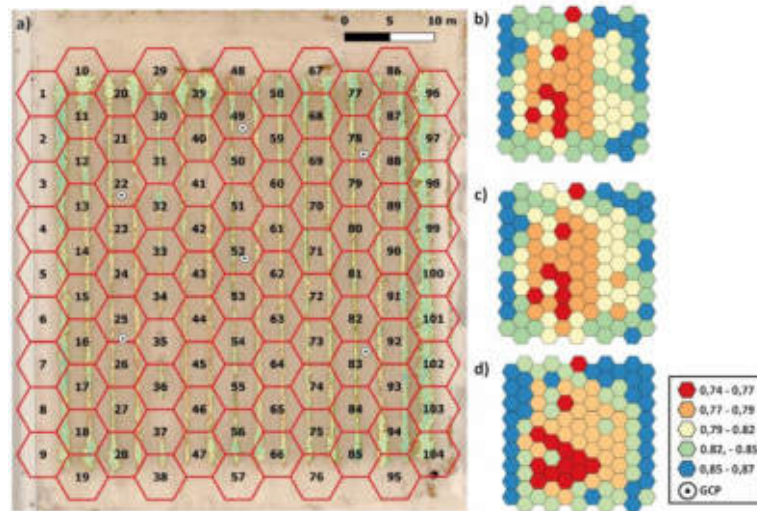 a)
0 5 10 m
10 29 48 67 86
1 20 39 58 77 96
11 30 49 68 87
2 21 40 59 78 97
12 31 50 69 88
3 22 41 60 79 98
13 32 51 70 89
4 23 42 61 80 99
14 33 52 71 90
5 24 43 62 81 100
15 34 53 72 91
6 25 44 63 82 101
16 35 54 73 92
7 26 45 64 83 102
17 36 55 74 93
8 27 46 65 84 103
18 37 56 75 94
9 28 47 66 85 104
19 38 57 76 95
b)
c)
d)
0,74 - 0,77
0,77 - 0,79
0,79 - 0.82
0.82, - 0.85
0,85 - 0,87
GCP